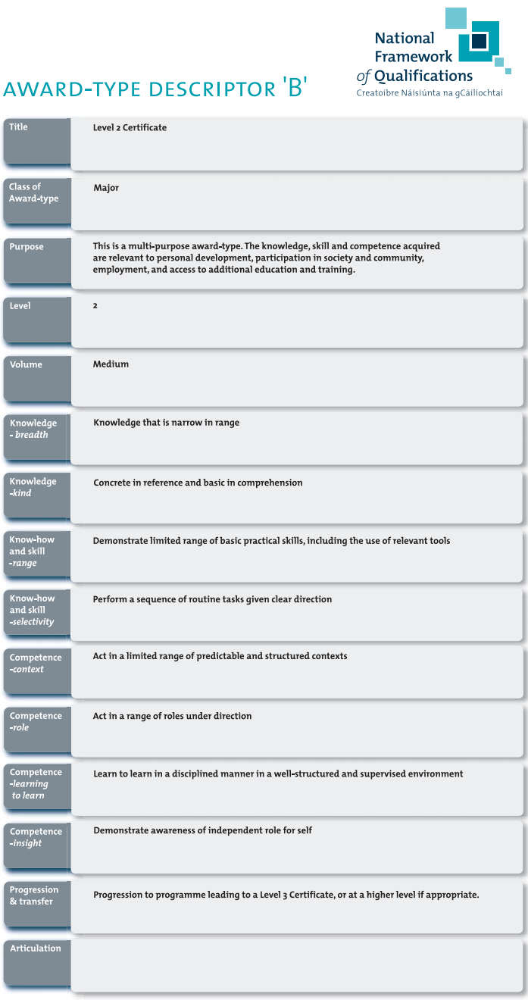 National
Framework
of Qualifications
Creatoibre Náisiúnta na gCáilíochtaí
AWARD-TYPE DESCRIPTOR 'B'
Title
Level 2 Certificate
Class of
Award-type
Major
Purpose
This is a multi-purpose award-type. The knowledge, skill and competence acquired
are relevant to personal development, participation in society and community,
employment, and access to additional education and training.
Level
2
Volume
Medium
Knowledge
- breadth
Knowledge that is narrow in range
Knowledge
-kind
Concrete in reference and basic in comprehension
Know-how
and skill
-range
Demonstrate limited range of basic practical skills, including the use of relevant tools
Know-how
and skill
-selectivity
Perform a sequence of routine tasks given clear direction
Competence
-context
Act in a limited range of predictable and structured contexts
Competence
-role
Act in a range of roles under direction
Competence
-learning
to learn
Learn to learn in a disciplined manner in a well-structured and supervised environment
Competence
-insight
Demonstrate awareness of independent role for self
Progression
& transfer
Progression to programme leading to a Level 3 Certificate, or at a higher level if appropriate.
Articulation